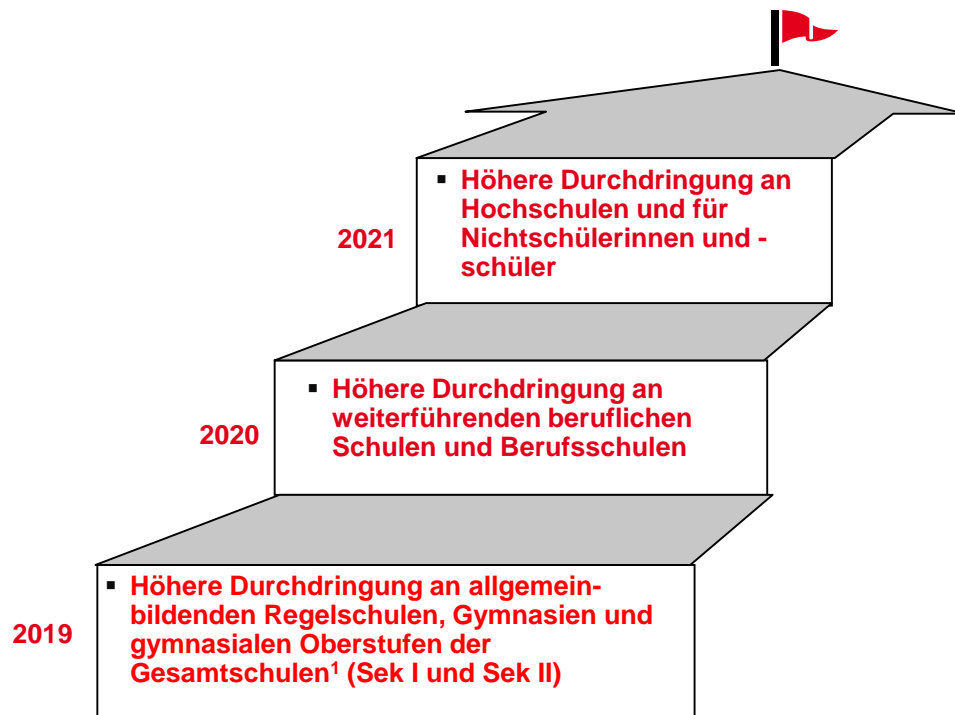 ▪ Höhere Durchdringung an
Hochschulen und für
Nichtschülerinnen und -
schüler
2021
▪ Höhere Durchdringung an
weiterführenden beruflichen
Schulen und Berufsschulen
2020
▪ Höhere Durchdringung an allgemein-
bildenden Regelschulen, Gymnasien und
gymnasialen Oberstufen der
Gesamtschulen¹ (Sek I und Sek II)
2019